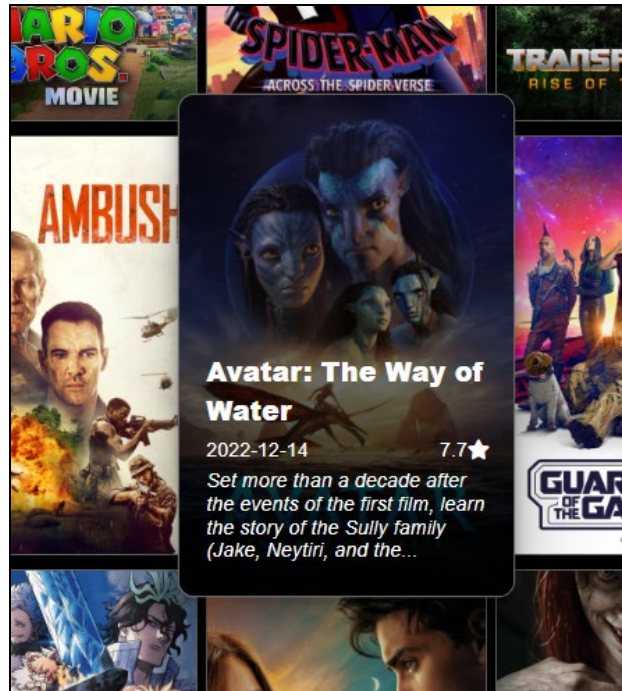 MARIO
BROS.
MOVIE
SPIDER-MAN
ACROSS THE SPIDER-VERSE
TRANSF
RISE OF T
AMBUSH
Avatar: The Way of
Water
2022-12-14 7.7
Set more than a decade after
the events of the first film, learn
the story of the Sully family
(Jake, Neytiri, and the...
GUAR
OF
THE GA